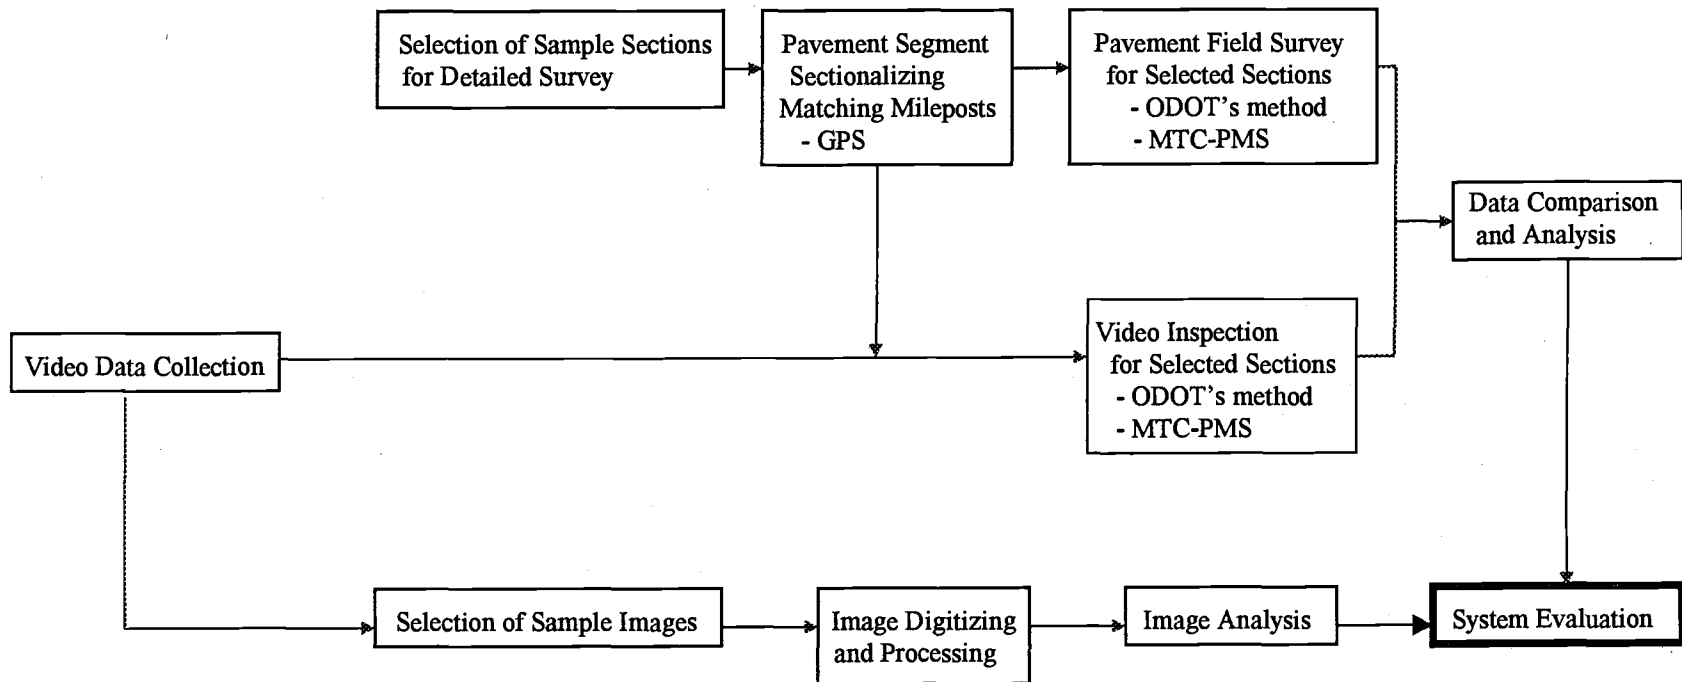 Selection of Sample Sections
for Detailed Survey
Pavement Segment
Sectionalizing
Matching Mileposts
- GPS
Pavement Field Survey
for Selected Sections
- ODOT's method
- MTC-PMS
Data Comparison
and Analysis
Video Data Collection
Video Inspection
for Selected Sections
- ODOT's method
- MTC-PMS
Selection of Sample Images
Image Digitizing
and Processing
Image Analysis
System Evaluation